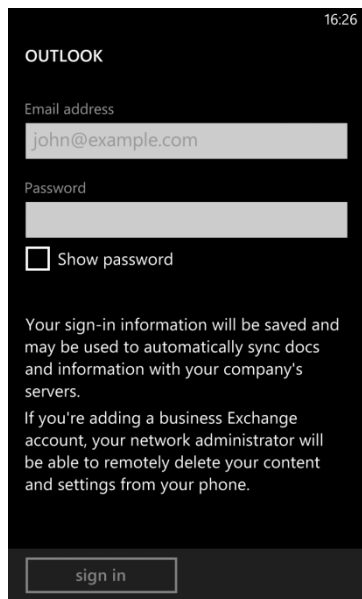 16:26
OUTLOOK
Email address
john@example.com
Password
Show password
Your sign-in information will be saved and
may be used to automatically sync docs
and information with your company's
servers.
If you're adding a business Exchange
account, your network administrator will
be able to remotely delete your content
and settings from your phone.
sign in